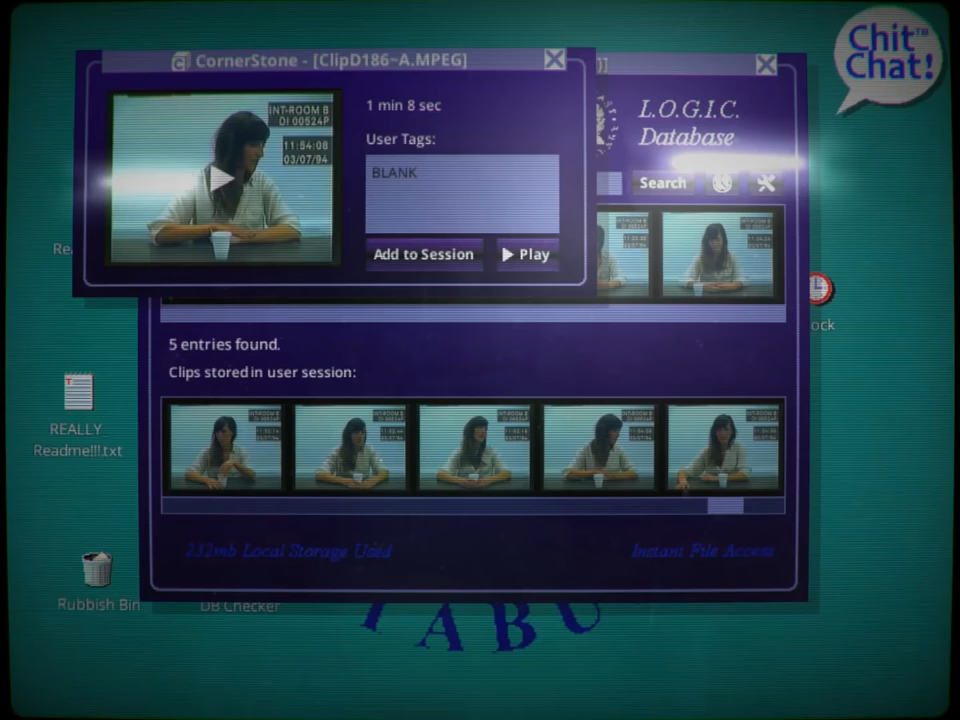 Chit
Chat!™
CornerStone - [ClipD186~A.MPEG]
1 min 8 sec
User Tags:
BLANK
INT-ROOM B
DI 00524P
11:54:08
03/07/94
Add to Session
Play
L.O.G.I.C.
Database
Search
5 entries found.
Clips stored in user session:
232mb Local Storage Used
Instant File Access
REALLY_
Readme!!!.txt
Rubbish Bin
DB Checker